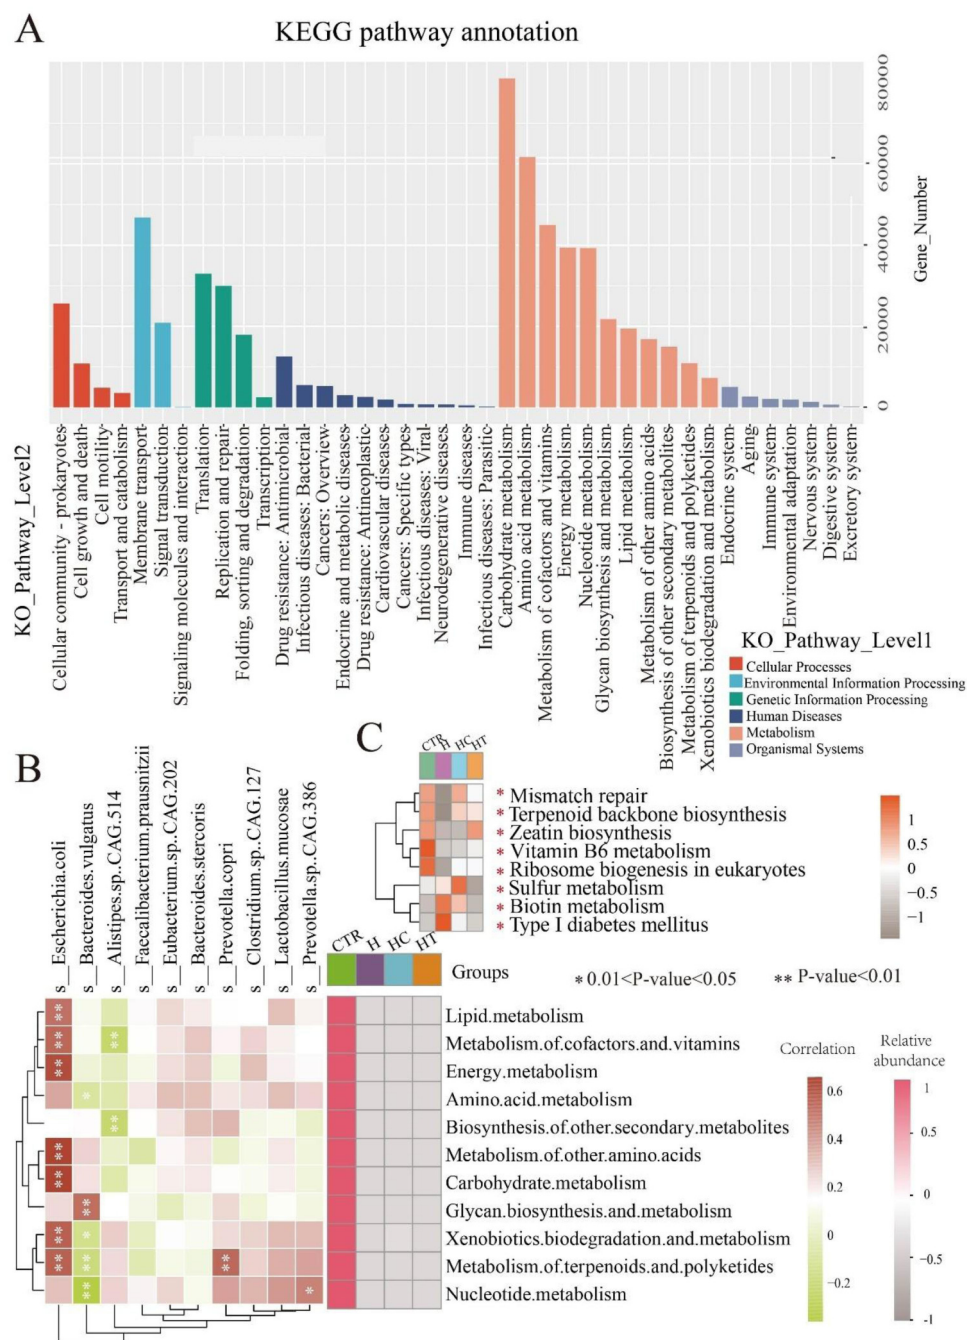 A
KEGG pathway annotation
80000
60000
40000
20000
0
Gene_Number
KO_Pathway_Level2
Cellular community - prokaryotes
Cell growth and death
Cell motility
Transport and catabolism
Membrane transport
Signal transduction
Signaling molecules and interaction
Translation
Replication and repair
Folding, sorting and degradation
Transcription
Drug resistance: Antimicrobial
Infectious diseases: Bacterial
Cancers: Overview
Endocrine and metabolic diseases
Drug resistance: Antineoplastic
Cardiovascular diseases
Cancers: Specific types
Infectious diseases: Viral
Neurodegenerative diseases
Immune diseases
Infectious diseases: Parasitic
Carbohydrate metabolism
Amino acid metabolism
Metabolism of cofactors and vitamins
Energy metabolism
Nucleotide metabolism
Glycan biosynthesis and metabolism
Lipid metabolism
Metabolism of other amino acids
Biosynthesis of other secondary metabolites
Metabolism of terpenoids and polyketides
Xenobiotics biodegradation and metabolism
Endocrine system
Aging
Immune system
Environmental adaptation
Nervous system
Digestive system
Excretory system
KO_Pathway_Level1
Cellular Processes
Environmental Information Processing
Genetic Information Processing
Human Diseases
Metabolism
Organismal Systems
B
s__Escherichia.coli
s__Bacteroides.vulgatus
s__Alistipes.sp..CAG.514
s__Faecalibacterium.prausnitzii
s__Eubacterium.sp..CAG.202
s__Bacteroides.stercoris
s__Prevotella.copri
s__Clostridium.sp..CAG.127
s__Lactobacillus.mucosae
s__Prevotella.sp..CAG.386
C
CTR H HC HT
* Mismatch repair
* Terpenoid backbone biosynthesis
* Zeatin biosynthesis
* Vitamin B6 metabolism
* Ribosome biogenesis in eukaryotes
* Sulfur metabolism
* Biotin metabolism
* Type I diabetes mellitus
1
0.5
0
−0.5
−1
CTR H HC HT
Groups
* 0.01<P-value<0.05
** P-value<0.01
Lipid.metabolism
Metabolism.of.cofactors.and.vitamins
Energy.metabolism
Amino.acid.metabolism
Biosynthesis.of.other.secondary.metabolites
Metabolism.of.other.amino.acids
Carbohydrate.metabolism
Glycan.biosynthesis.and.metabolism
Xenobiotics.biodegradation.and.metabolism
Metabolism.of.terpenoids.and.polyketides
Nucleotide.metabolism
Correlation
0.6
0.4
0.2
0
−0.2
Relative
abundance
1
0.5
0
−0.5
-1